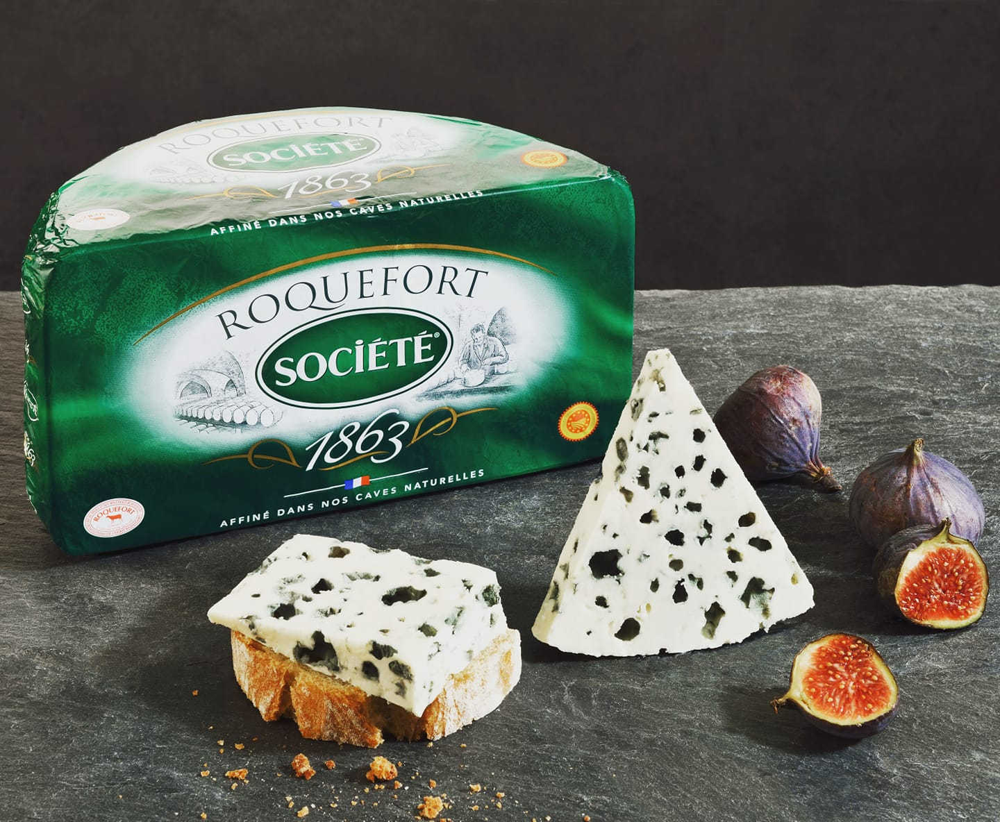 ROQUEFORT
SOCIÉTÉ
1863
AFFINÉ DANS NOS CAVES NATURELLES
ROQUEFORT
SOCIÉTÉ®
1863
AFFINÉ DANS NOS CAVES NATURELLES
ROQUEFORT